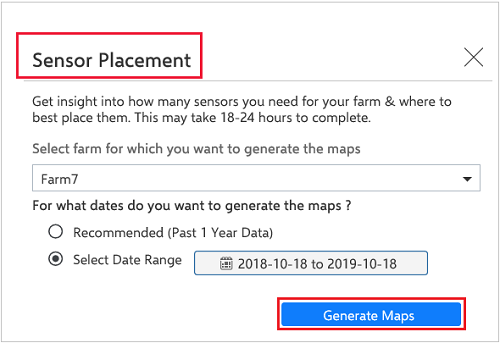 Sensor Placement
Get insight into how many sensors you need for your farm & where to
best place them. This may take 18-24 hours to complete.
Select farm for which you want to generate the maps
Farm7
For what dates do you want to generate the maps ?
Recommended (Past 1 Year Data)
Select Date Range 2018-10-18 to 2019-10-18
Generate Maps